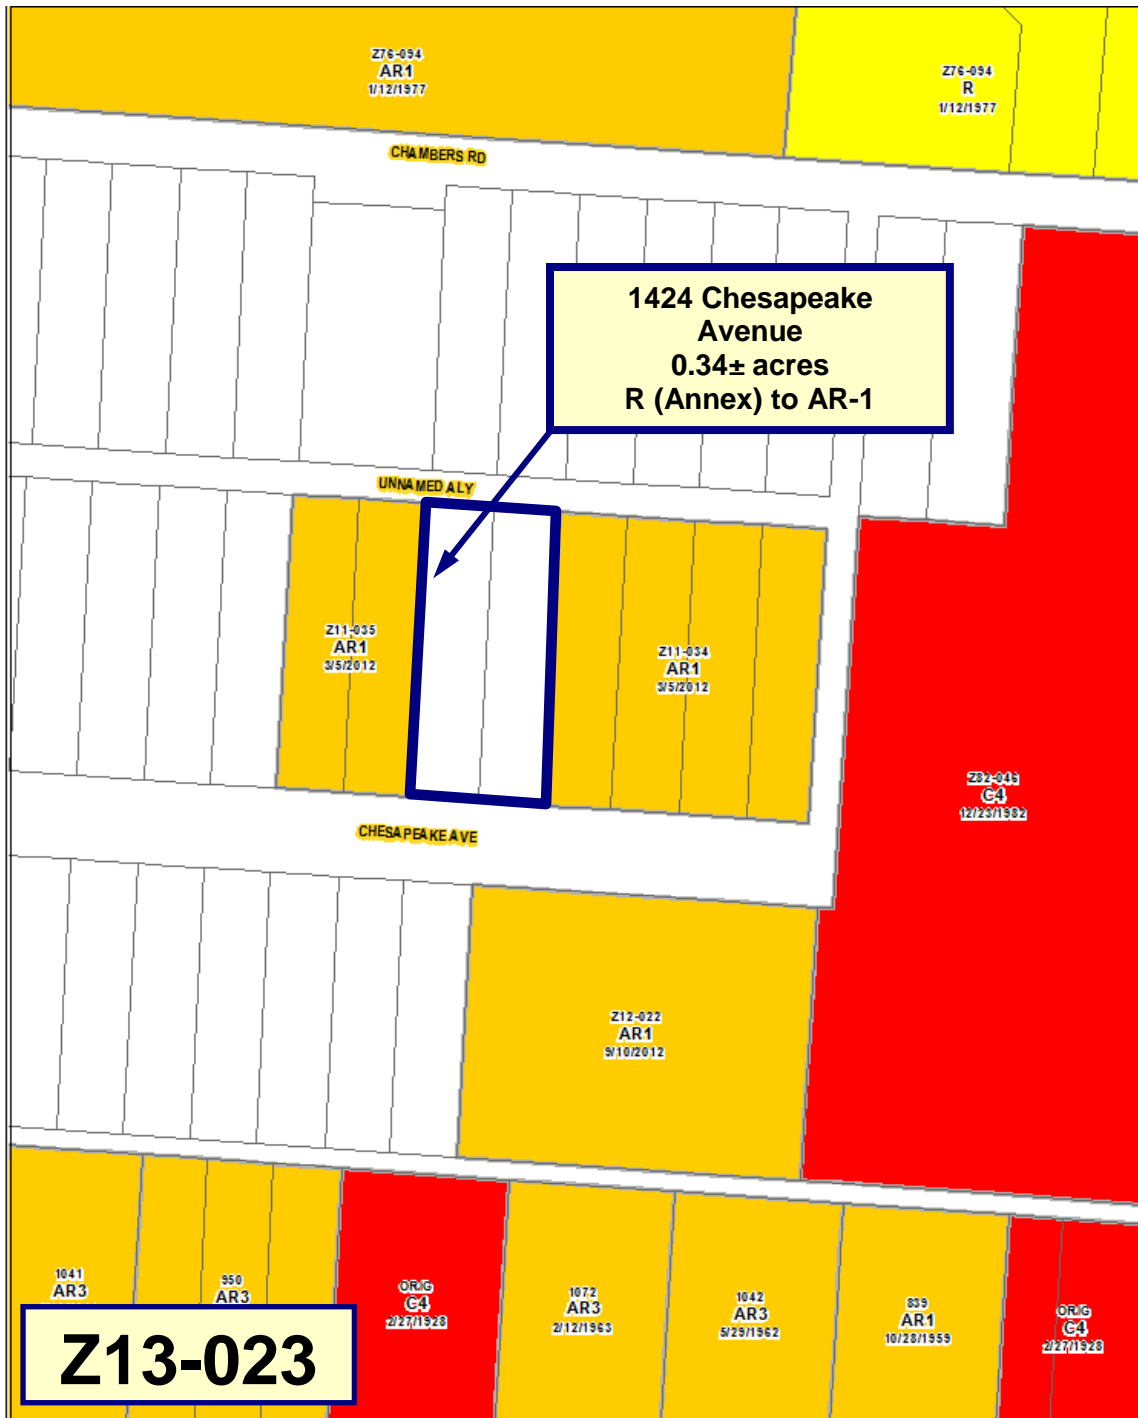 Z76-094
AR1
1/12/1977
Z76-094
R
1/12/1977
CHAMBERS RD
1424 Chesapeake
Avenue
0.34± acres
R (Annex) to AR-1
UNNAMED ALY
Z11-035
AR1
3/5/2012
Z11-034
AR1
3/5/2012
Z82-046
C4
12/23/1982
CHESAPEAKE AVE
Z12-022
AR1
9/10/2012
1041
AR3
950
AR3
ORIG
C4
2/27/1928
1072
AR3
2/12/1963
1042
AR3
5/29/1962
839
AR1
10/28/1959
ORIG
C4
2/27/1928
Z13-023